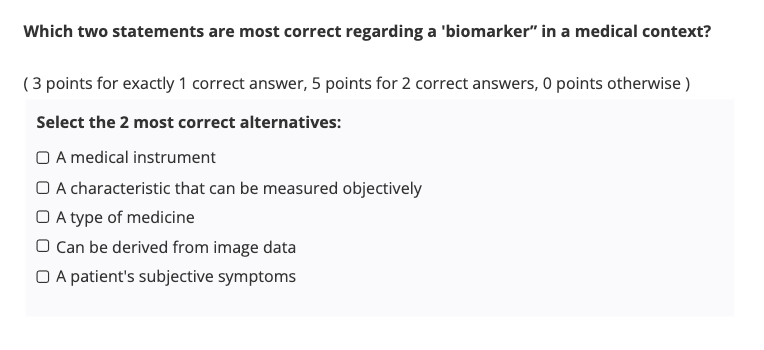 Which two statements are most correct regarding a 'biomarker” in a medical context?
( 3 points for exactly 1 correct answer, 5 points for 2 correct answers, 0 points otherwise )
Select the 2 most correct alternatives:
A medical instrument
A characteristic that can be measured objectively
A type of medicine
Can be derived from image data
A patient's subjective symptoms